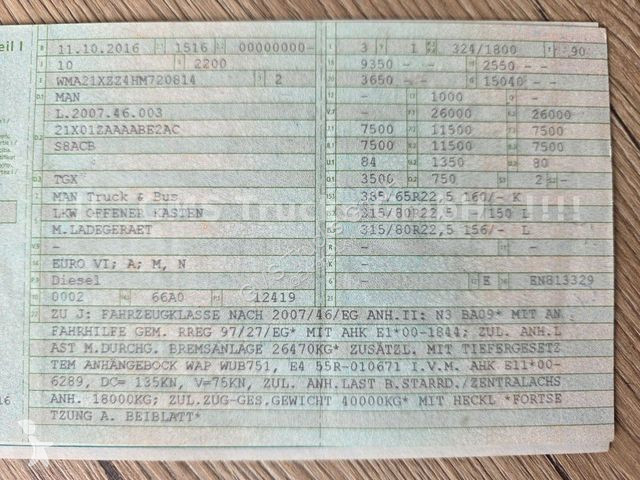 eil I
11.10.2016 1516 00000000- 3 1 324/1800 90
10 2200 9350 -- 2550 --
WMA21XZZ4HM720814 2 3650 -- 15040 --
MAN - 1000 -
L.2007.46.003 - 26000 26000
21X01ZAAAABE2AC 7500 11500 7500
S8ACB 7500 11500 7500
- 84 1350 80
TGX 3500 750 2 -
MAN Truck & Bus 385/65R22,5 160/- K
LKW OFFENER KASTEN 315/80R22,5 150 L
M.LADEGERAET 315/80R22,5 156/- L
- - -
EURO VI; A; M, N -
Diesel E EN813329
0002 66A0 12419
ZU J: FAHRZEUGKLASSE NACH 2007/46/EG ANH.II: N3 BA09* MIT AN
FAHRHILFE GEM. RREG 97/27/EG* MIT AHK E1*00-1844; ZUL. ANH.L
AST M.DURCHG. BREMSANLAGE 26470KG* ZUSÄTZL. MIT TIEFERGESETZ
TEM ANHÄNGEBOCK WAP WUB751, E4 55R-010671 I.V.M. AHK E11*00-
6289, DC= 135KN, V=75KN, ZUL. ANH.LAST B.STARRD./ZENTRALACHS
ANH. 18000KG; ZUL.ZUG-GES.GEWICHT 40000KG* MIT HECKL *FORTSE
TZUNG A. BEIBLATT*